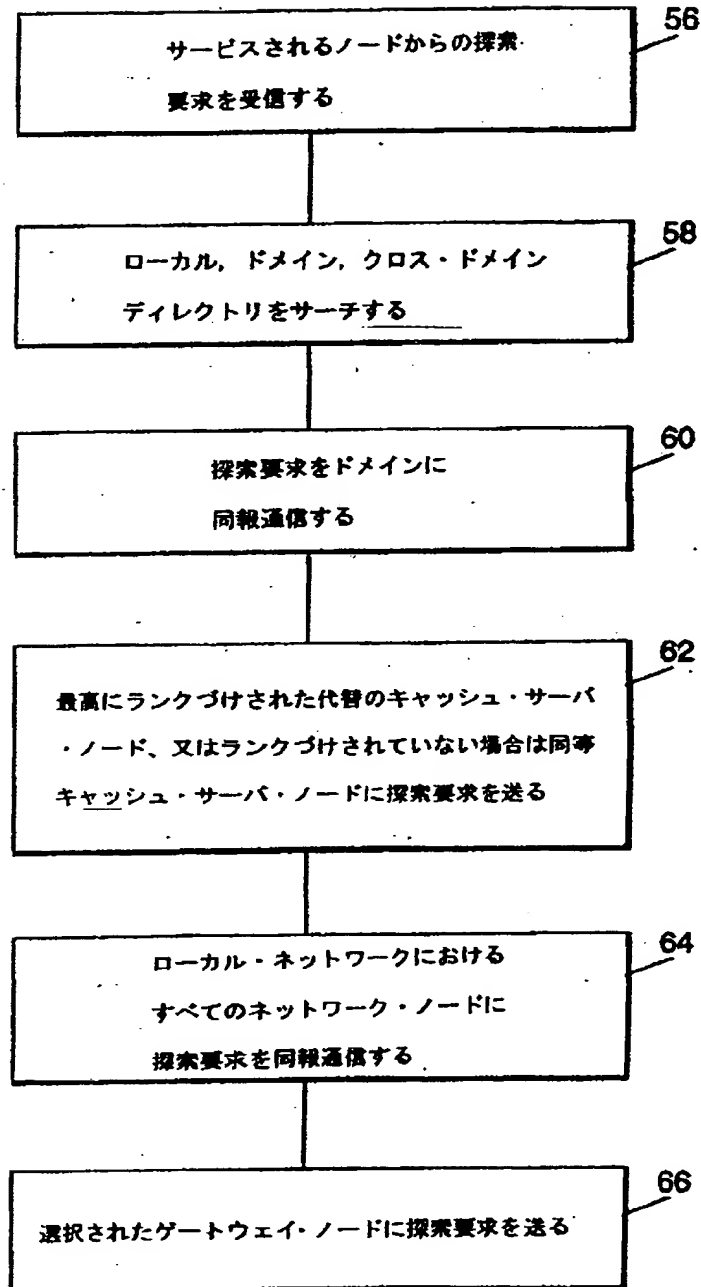 56
サービスされるノードからの探索
要求を受信する
58
ローカル，ドメイン，クロス・ドメイン
ディレクトリをサーチする
60
探索要求をドメインに
同報通信する
62
最高にランクづけされた代替のキャッシュ・サーバ
・ノード、又はランクづけされていない場合は同等
キャッシュ・サーバ・ノードに探索要求を送る
64
ローカル・ネットワークにおける
すべてのネットワーク・ノードに
探索要求を同報通信する
66
選択されたゲートウェイ・ノードに探索要求を送る